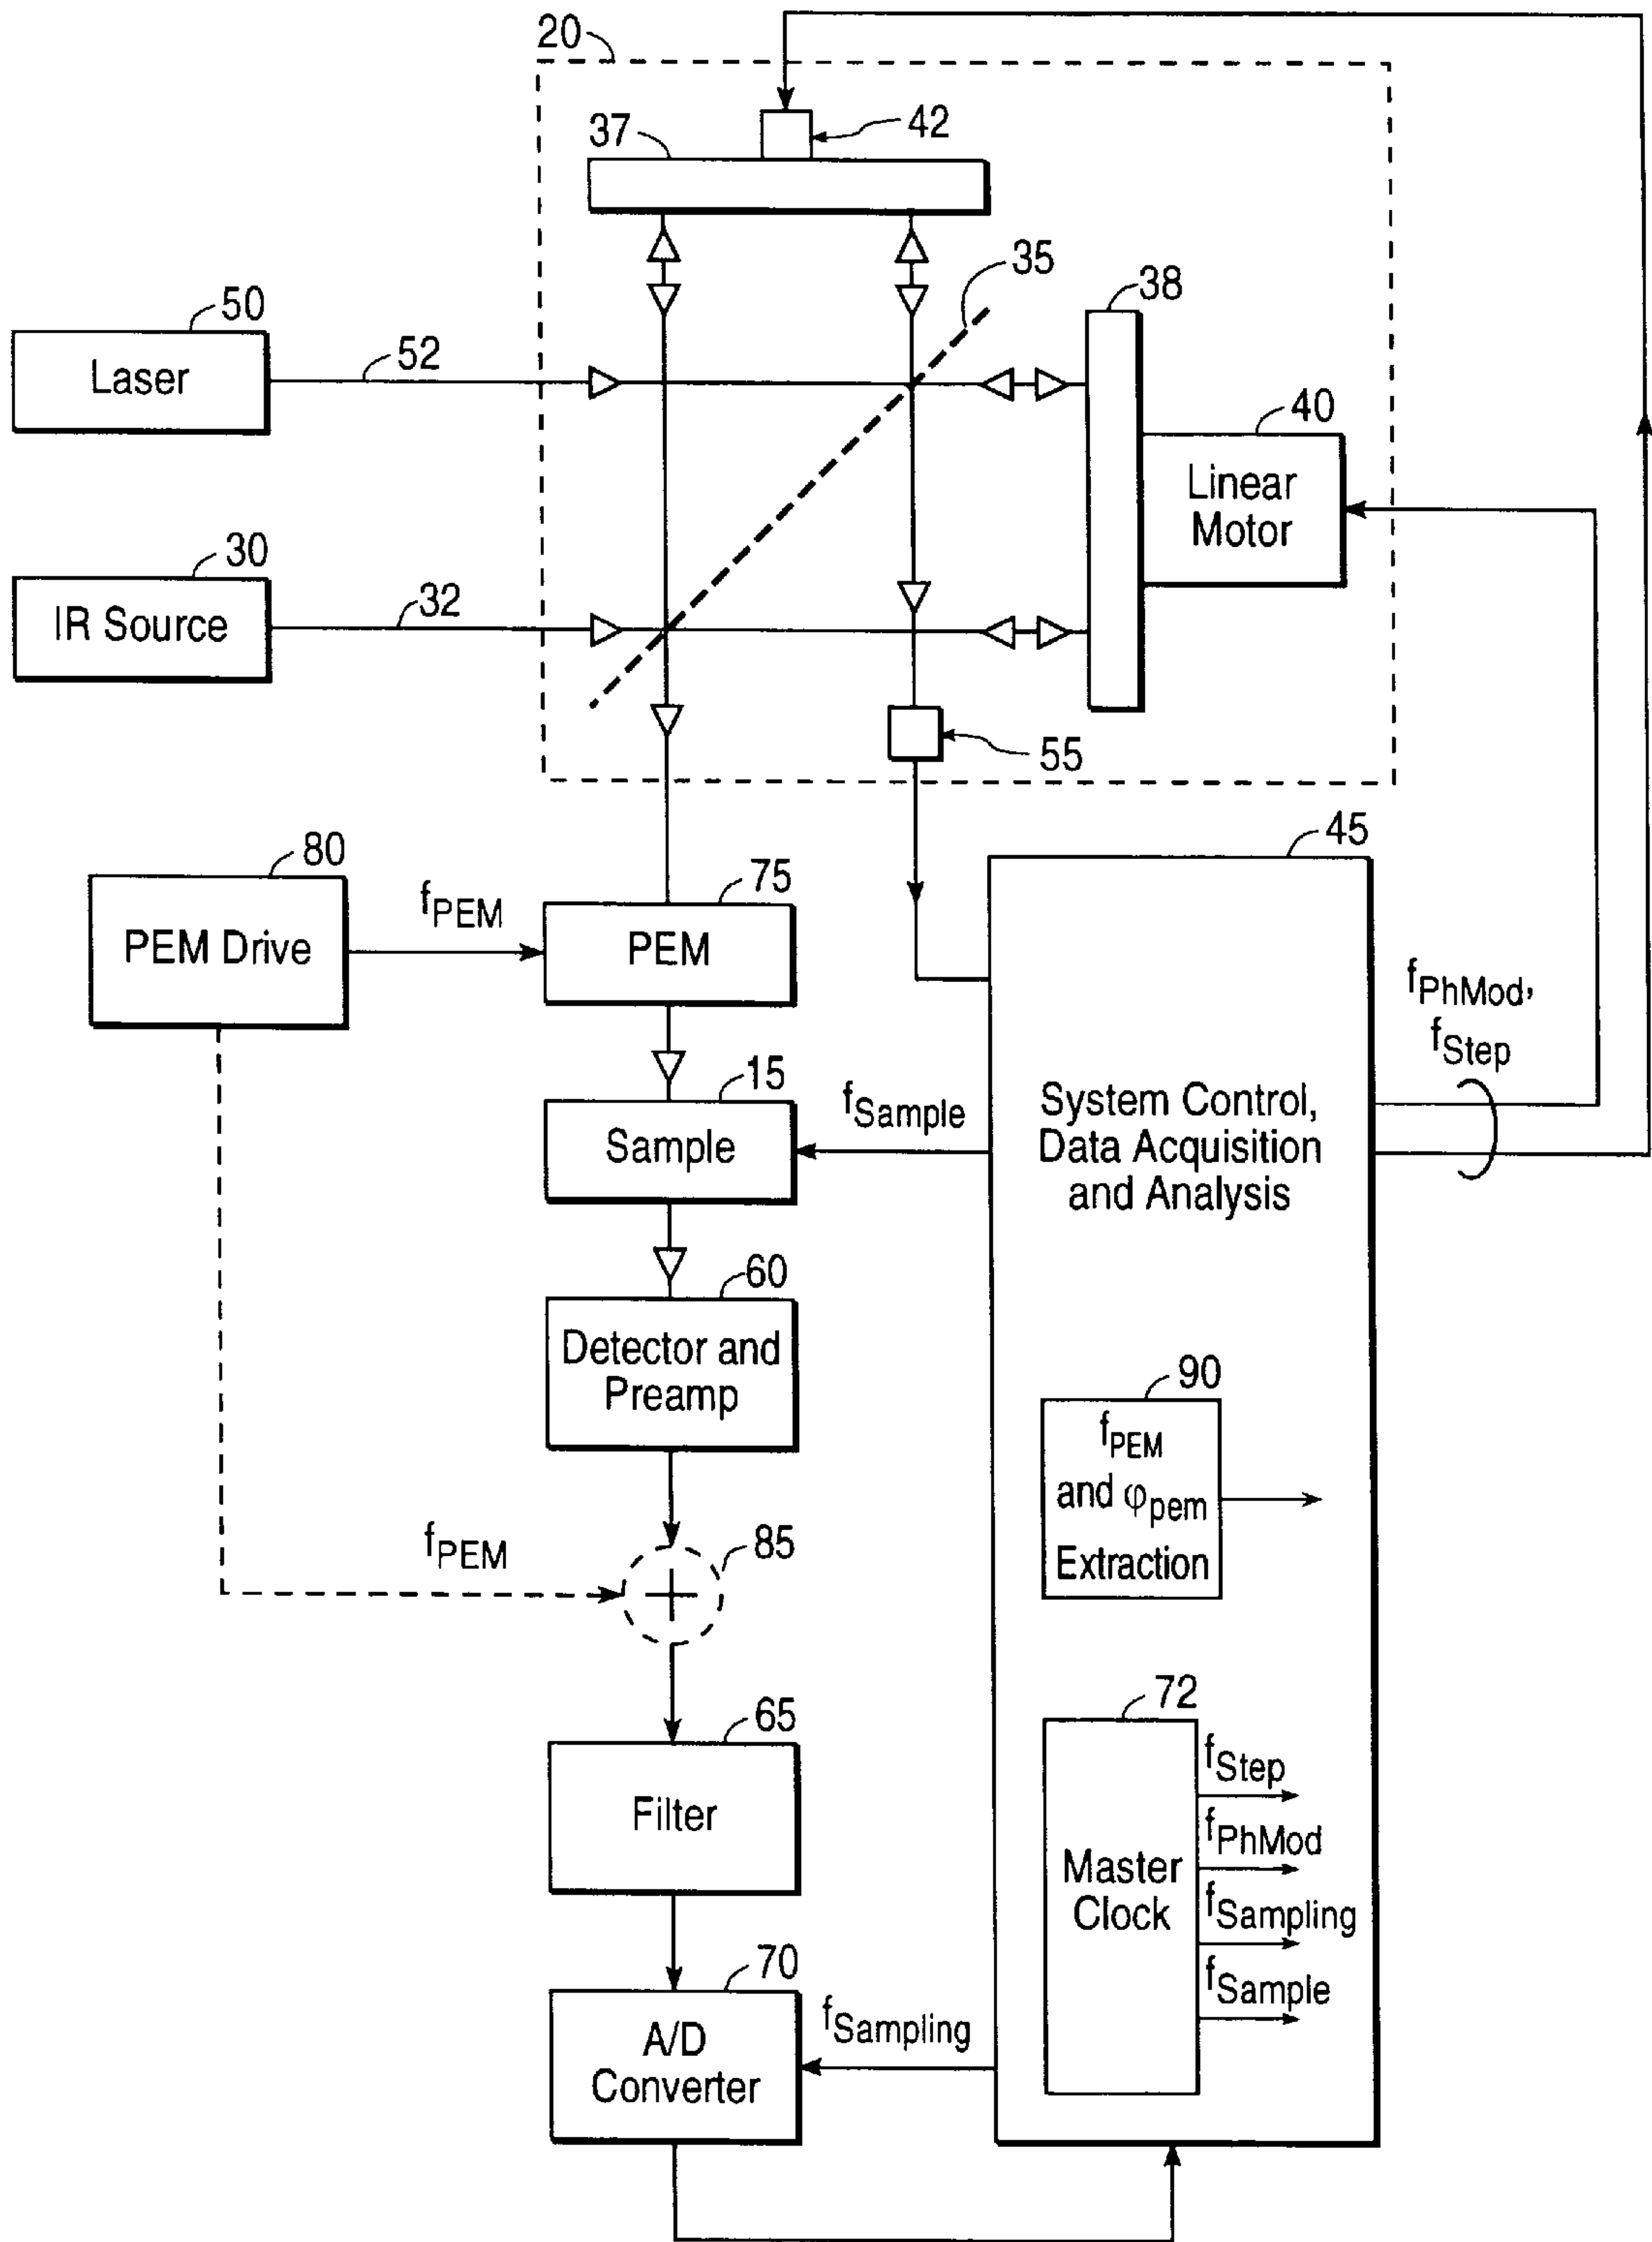 20
42
37
35
38
50
Laser
52
40
Linear
Motor
30
IR Source
32
55
45
80
PEM Drive
fPEM
75
PEM
fPhMod,
fStep
15
Sample
fSample
System Control,
Data Acquisition
and Analysis
60
Detector and
Preamp
90
fPEM
and φpem
Extraction
fPEM
85
+
65
Filter
72
Master
Clock
fStep
fPhMod
fSampling
fSample
70
A/D
Converter
fSampling